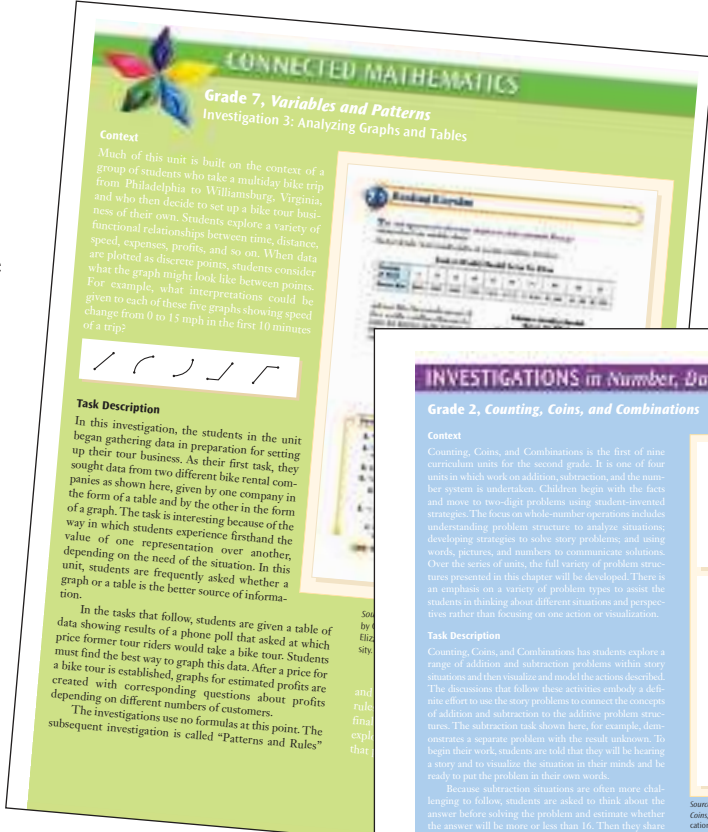 CONNECTED MATHEMATICS
Grade 7, Variables and Patterns
Investigation 3: Analyzing Graphs and Tables
Context
Much of this unit is built on the context of a
group of students who take a multiday bike trip
from Philadelphia to Williamsburg, Virginia,
and who then decide to set up a bike tour busi-
ness of their own. Students explore a variety of
functional relationships between time, distance,
speed, expenses, profits, and so on. When data
are plotted as discrete points, students consider
what the graph might look like between points.
For example, what interpretations could be
given to each of these five graphs showing speed
change from 0 to 15 mph in the first 10 minutes
of a trip?
Task Description
In this investigation, the students in the unit
began gathering data in preparation for setting
up their tour business. As their first task, they
sought data from two different bike rental com-
panies as shown here, given by one company in
the form of a table and by the other in the form
of a graph. The task is interesting because of the
way in which students experience firsthand the
value of one representation over another,
depending on the need of the situation. In this
unit, students are frequently asked whether a
graph or a table is the better source of informa-
tion.
In the tasks that follow, students are given a table of
data showing results of a phone poll that asked at which
price former tour riders would take a bike tour. Students
must find the best way to graph this data. After a price for
a bike tour is established, graphs for estimated profits are
created with corresponding questions about profits
depending on different numbers of customers.
The investigations use no formulas at this point. The
subsequent investigation is called “Patterns and Rules”
Sou
by
Eliz
sity.
and
rule
final
expl
that
INVESTIGATIONS in Number, Da
Grade 2, Counting, Coins, and Combinations
Context
Counting, Coins, and Combinations is the first of nine
curriculum units for the second grade. It is one of four
units in which work on addition, subtraction, and the num-
ber system is undertaken. Children begin with the facts
and move to two-digit problems using student-invented
strategies. The focus on whole-number operations includes
understanding problem structure to analyze situations;
developing strategies to solve story problems; and using
words, pictures, and numbers to communicate solutions.
Over the series of units, the full variety of problem struc-
tures presented in this chapter will be developed. There is
an emphasis on a variety of problem types to assist the
students in thinking about different situations and perspec-
tives rather than focusing on one action or visualization.
Task Description
Counting, Coins, and Combinations has students explore a
range of addition and subtraction problems within story
situations and then visualize and model the actions described.
The discussions that follow these activities embody a defi-
nite effort to use the story problems to connect the concepts
of addition and subtraction to the additive problem struc-
tures. The subtraction task shown here, for example, dem-
onstrates a separate problem with the result unknown. To
begin their work, students are told that they will be hearing
a story and to visualize the situation in their minds and be
ready to put the problem in their own words.
Because subtraction situations are often more chal-
lenging to follow, students are asked to think about the
answer before solving the problem and estimate whether
the answer will be more or less than 16. Then they share
Source
Coins,
cation